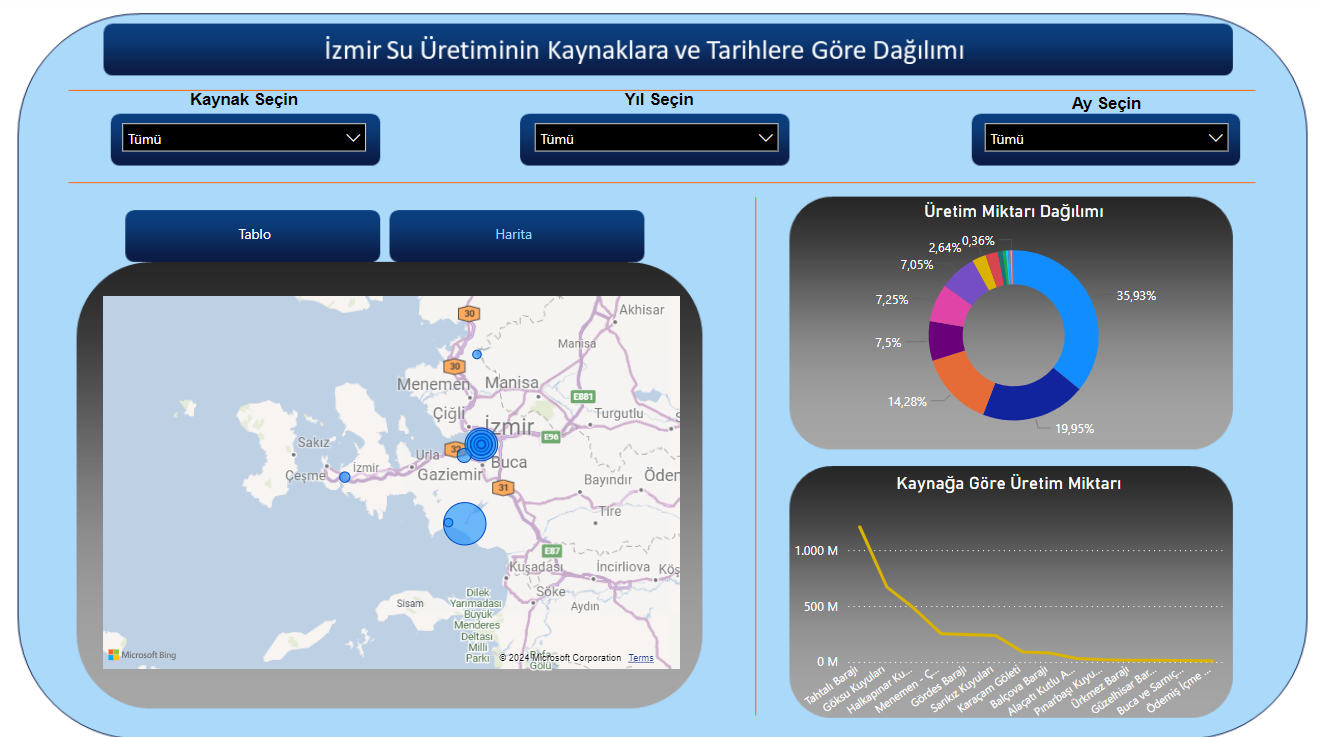 İzmir Su Üretiminin Kaynaklara ve Tarihlere Göre Dağılımı
Kaynak Seçin
Yıl Seçin
Ay Seçin
Tümü
Tümü
Tümü
Tablo
Harita
30
Akhisar
Manisa
30
Menemen
Manisa
E881
Çiğli
Turgutlu
İzmir
E96
Sakız
32
Urla
Buca
İzmir
Çeşme
Gaziemir
Bayındır
Öden
31
Tire
E87
Kuşadası
İncirliova
Köş
Söke
Sisam
Aydın
Dilek
Yarımadası
Büyük
Menderes
Deltası
Milli
Parkı
Bafa
Gölü
Microsoft Bing
© 2024 Microsoft Corporation
Terms
Üretim Miktarı Dağılımı
0,36%
2,64%
7,05%
7,25%
7,5%
14,28%
19,95%
35,93%
Kaynağa Göre Üretim Miktarı
1.000 M
500 M
0 M
Tahtalı Barajı
Göksu Kuyuları
Halkapınar Ku...
Menemen - Ç...
Gördes Barajı
Sarıkız Kuyuları
Karaçam Göleti
Balçova Barajı
Alaçatı Kutlu A...
Pınarbaşı Kuyu...
Ürkmez Barajı
Güzelhisar Bar...
Buca ve Sarnıç...
Ödemiş İçme ...